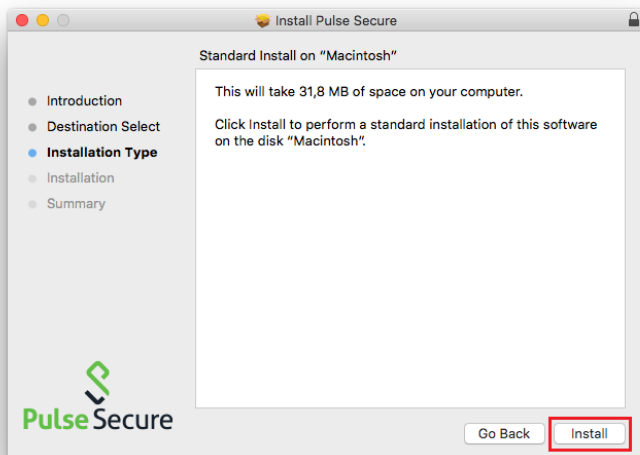 Install Pulse Secure
Standard Install on “Macintosh”
Introduction
Destination Select
Installation Type
Installation
Summary
This will take 31,8 MB of space on your computer.
Click Install to perform a standard installation of this software
on the disk “Macintosh”.
Pulse Secure
Go Back
Install